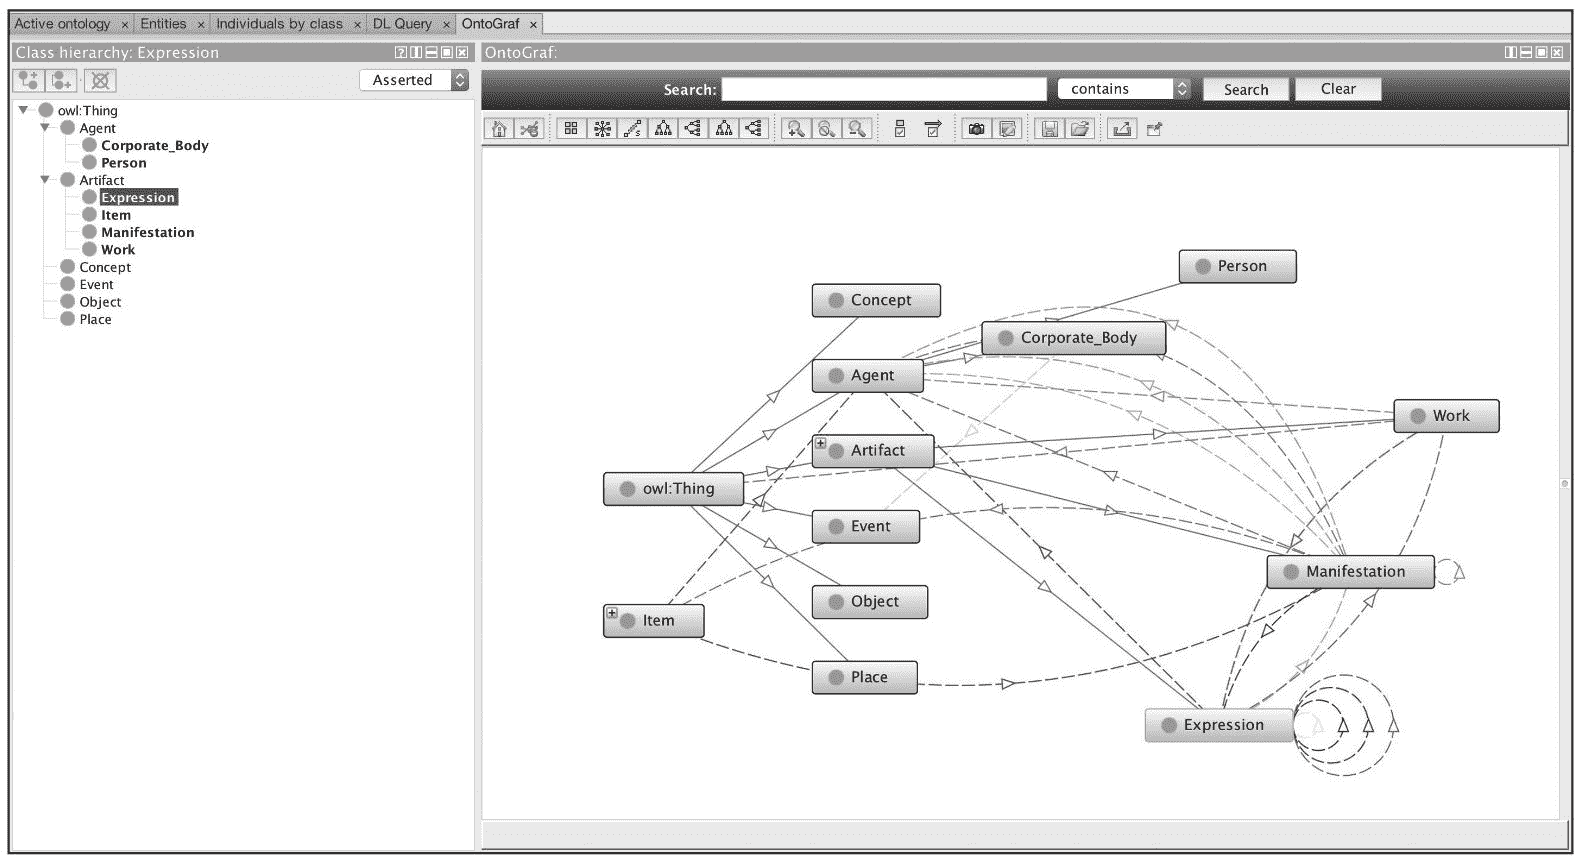 Active ontology × Entities × Individuals by class × DL Query × OntoGraf ×
Class hierarchy: Expression
OntoGraf:
Asserted
Search: contains Search Clear
owl:Thing
Agent
Corporate_Body
Person
Artifact
Expression
Item
Manifestation
Work
Concept
Event
Object
Place
Person
Concept
Corporate_Body
Agent
Work
Artifact
owl:Thing
Event
Manifestation
Object
Item
Place
Expression